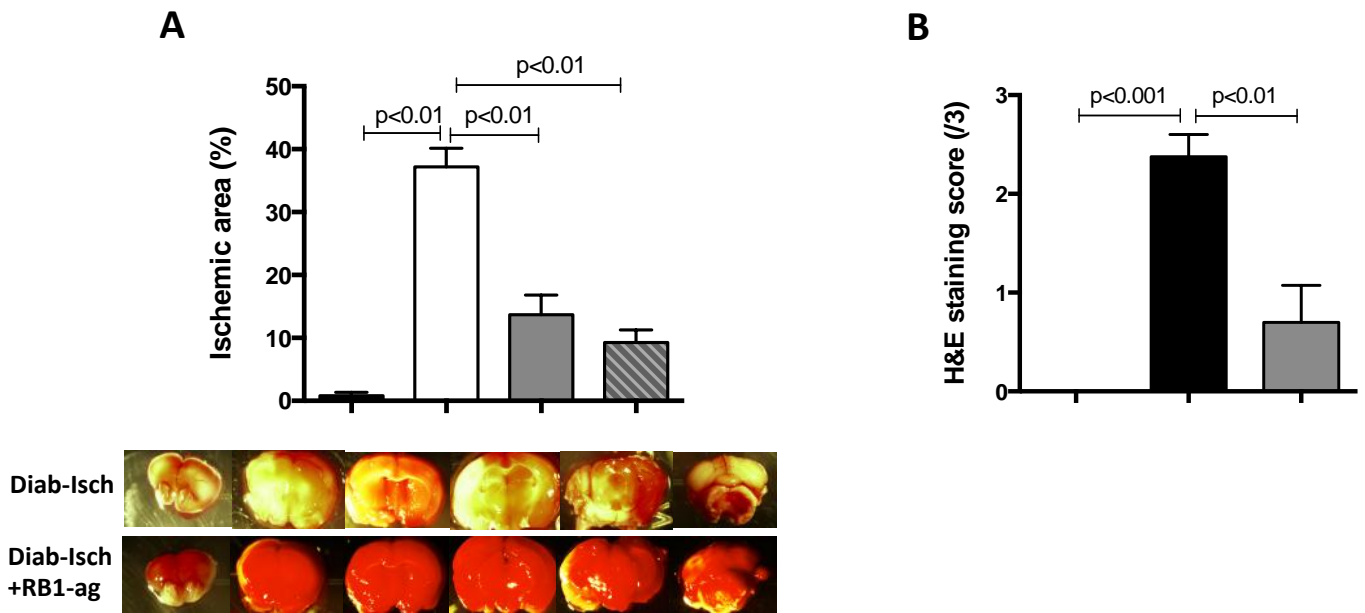 A
B
p<0.01
p<0.01
p<0.01
50
40
30
20
10
0
Ischemic area (%)
p<0.001
p<0.01
3
2
1
0
H&E staining score (/3)
Diab-Isch
Diab-Isch
+RB1-ag